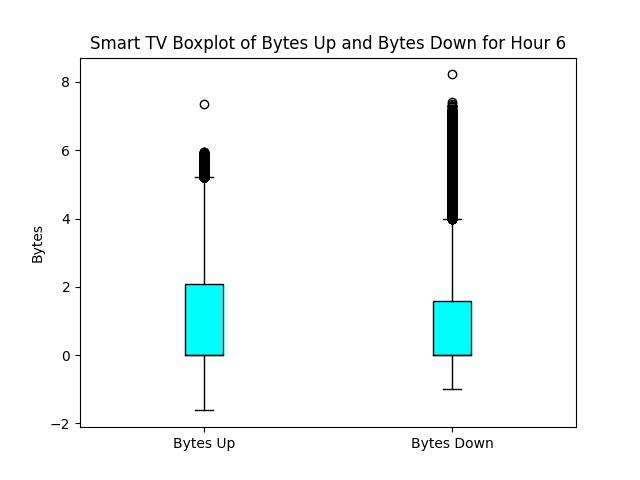 Smart TV Boxplot of Bytes Up and Bytes Down for Hour 6
8
6
4
2
0
−2
Bytes
Bytes Up
Bytes Down